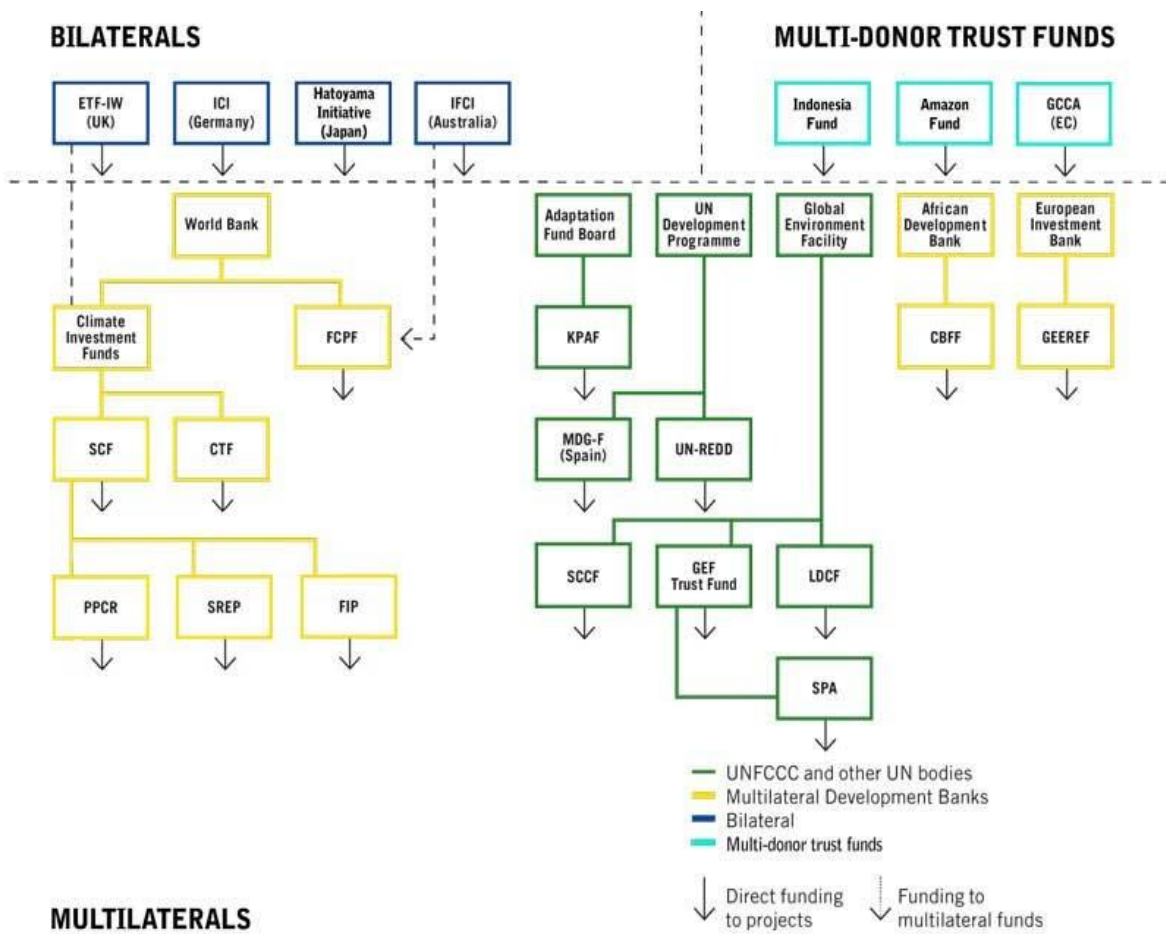 BILATERALS
MULTI-DONOR TRUST FUNDS
ETF-IW
(UK)
ICI
(Germany)
Hatoyama
Initiative
(Japan)
IFCI
(Australia)
Indonesia
Fund
Amazon
Fund
GCCA
(EC)
World Bank
Adaptation
Fund Board
UN
Development
Programme
Global
Environment
Facility
African
Development
Bank
European
Investment
Bank
Climate
Investment
Funds
FCPF
KPAF
CBFF
GEEREF
SCF
CTF
MDG-F
(Spain)
UN-REDD
PPCR
SREP
FIP
SCCF
GEF
Trust Fund
LDCF
SPA
UNFCCC and other UN bodies
Multilateral Development Banks
Bilateral
Multi-donor trust funds
Direct funding
to projects
Funding to
multilateral funds
MULTILATERALS